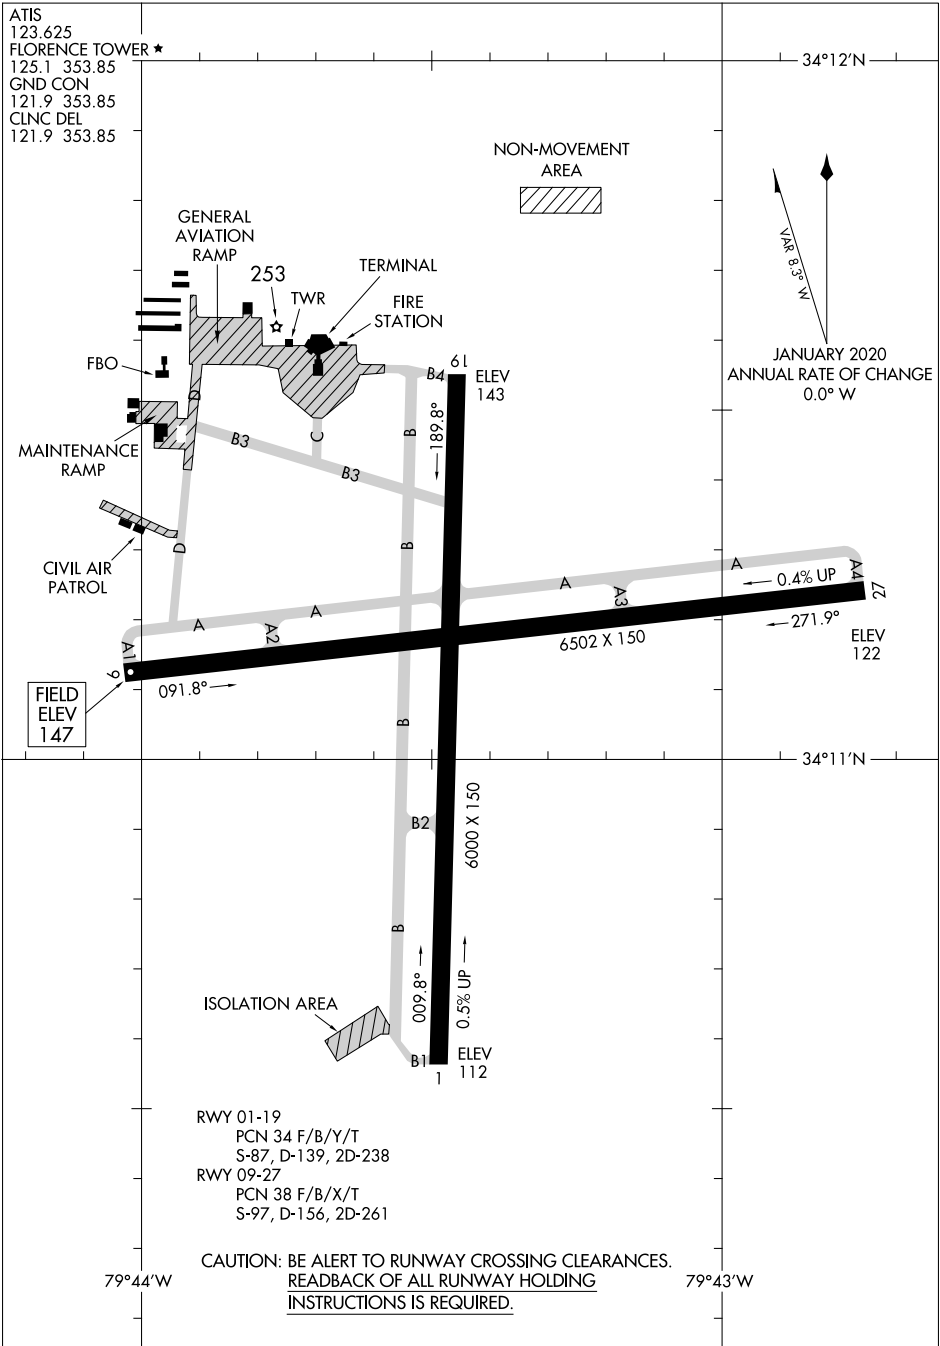 ATIS
123.625
FLORENCE TOWER ★
125.1 353.85
GND CON
121.9 353.85
CLNC DEL
121.9 353.85
34°12'N
NON-MOVEMENT
AREA
VAR 8.3° W
JANUARY 2020
ANNUAL RATE OF CHANGE
0.0° W
GENERAL
AVIATION
RAMP
253
TWR
TERMINAL
FIRE
STATION
FBO
MAINTENANCE
RAMP
CIVIL AIR
PATROL
19
ELEV
143
B4
189.8°
D
C
B
B3
B3
B
D
A
A
A
A
A1
A2
A3
A4
0.4% UP
27
271.9°
ELEV
122
6502 X 150
9
091.8°
FIELD
ELEV
147
B
34°11'N
B2
6000 X 150
B
009.8°
0.5% UP
ISOLATION AREA
B1
1
ELEV
112
RWY 01-19
PCN 34 F/B/Y/T
S-87, D-139, 2D-238
RWY 09-27
PCN 38 F/B/X/T
S-97, D-156, 2D-261
CAUTION: BE ALERT TO RUNWAY CROSSING CLEARANCES.
READBACK OF ALL RUNWAY HOLDING
INSTRUCTIONS IS REQUIRED.
79°44'W
79°43'W